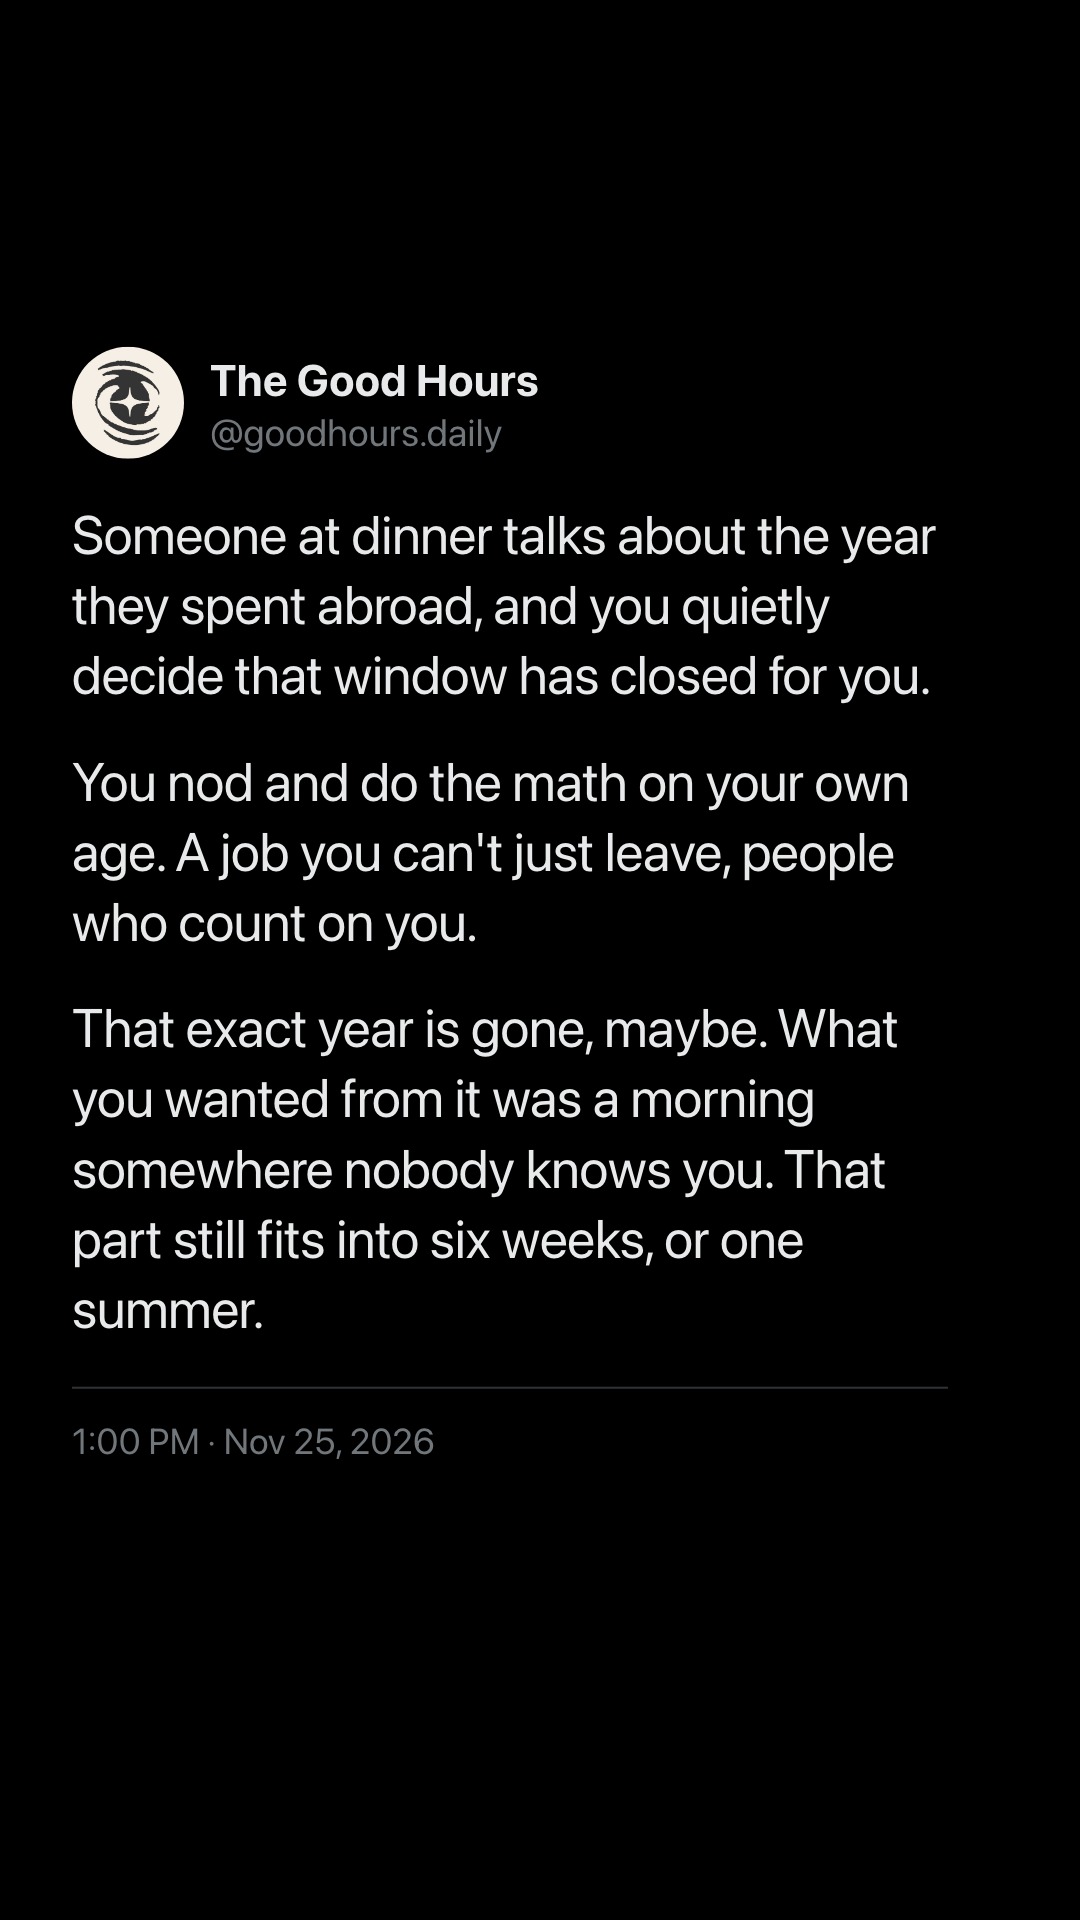 The Good Hours
@goodhours.daily
Someone at dinner talks about the year
they spent abroad, and you quietly
decide that window has closed for you.
You nod and do the math on your own
age. A job you can't just leave, people
who count on you.
That exact year is gone, maybe. What
you wanted from it was a morning
somewhere nobody knows you. That
part still fits into six weeks, or one
summer.
1:00 PM · Nov 25, 2026